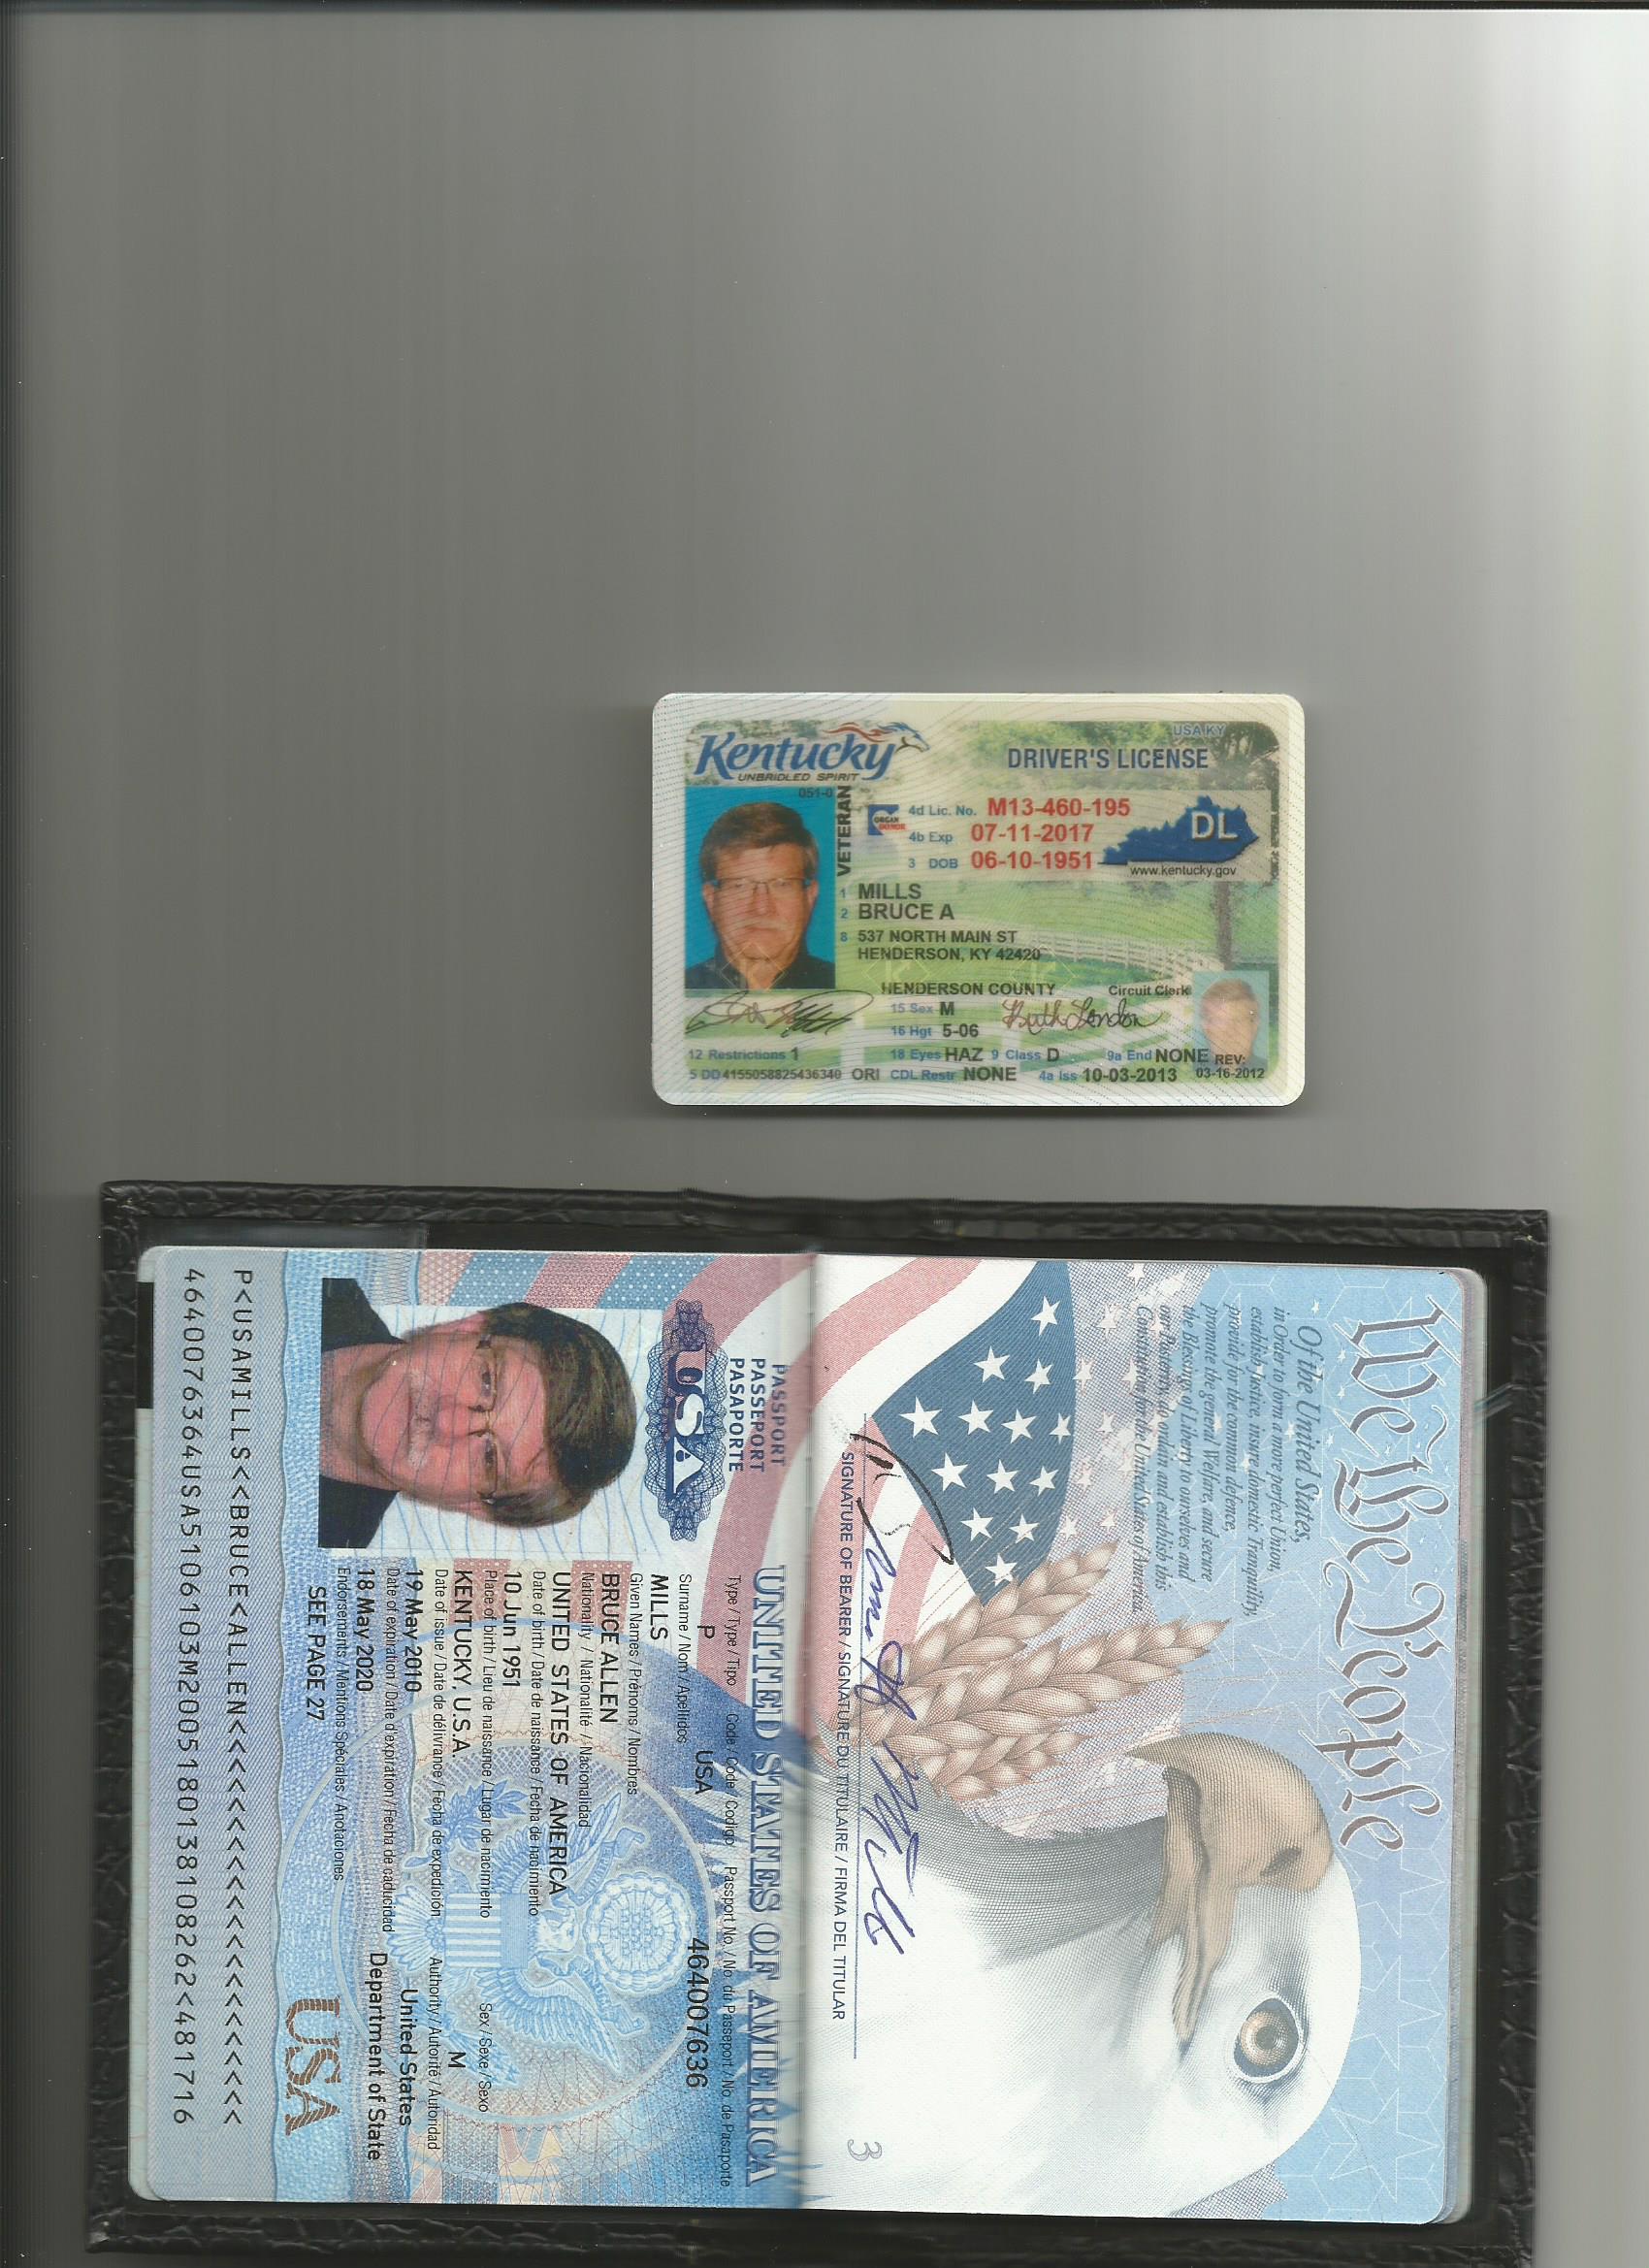 Kentucky
UNBRIDLED SPIRIT
USA KY
DRIVER'S LICENSE
051-0
VETERAN
ORGAN DONOR
4d Lic. No. M13-460-195
4b Exp 07-11-2017
3 DOB 06-10-1951
DL
www.kentucky.gov
1 MILLS
2 BRUCE A
8 537 NORTH MAIN ST
HENDERSON, KY 42420
HENDERSON COUNTY
Circuit Clerk
15 Sex M
16 Hgt 5-06
12 Restrictions 1
18 Eyes HAZ 9 Class D 9a End NONE REV:
5 DD 4155058825436340 ORI CDL Restr NONE 4a Iss 10-03-2013 03-16-2012
We the People
Of the United States,
in Order to form a more perfect Union,
establish Justice, insure domestic Tranquility,
provide for the common defence,
promote the general Welfare, and secure
the Blessings of Liberty to ourselves and
our Posterity, do ordain and establish this
Constitution for the United States of America.
SIGNATURE OF BEARER / SIGNATURE DU TITULAIRE / FIRMA DEL TITULAR
3
PASSPORT
PASSEPORT
PASAPORTE
USA
UNITED STATES OF AMERICA
Type / Type / Tipo Code / Code / Codigo Passport No. / No. du Passeport / No. de Pasaporte
P USA 464007636
Surname / Nom / Apellidos
MILLS
Given Names / Prénoms / Nombres
BRUCE ALLEN
Nationality / Nationalité / Nacionalidad
UNITED STATES OF AMERICA
Date of birth / Date de naissance / Fecha de nacimiento
10 Jun 1951
Place of birth / Lieu de naissance / Lugar de nacimiento Sex / Sexe / Sexo
KENTUCKY, U.S.A M
Date of issue / Date de délivrance / Fecha de expedición Authority / Autorité / Autoridad
19 May 2010 United States
Date of expiration / Date d'expiration / Fecha de caducidad Department of State
18 May 2020
Endorsements / Mentions Spéciales / Anotaciones
SEE PAGE 27
USA
P<USAMILLS<<BRUCE<ALLEN<<<<<<<<<<<<<<<<<<<<<
4640076364USA5106103M2005180138108262<481716